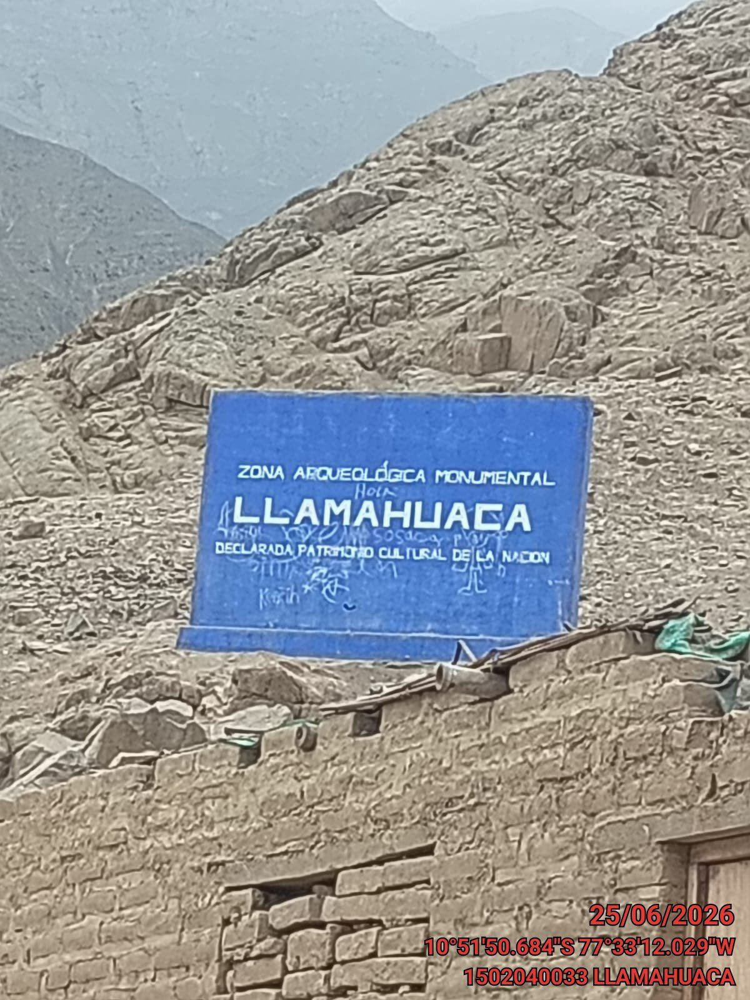 ZONA ARQUEOLÓGICA MONUMENTAL
Hola
LLAMAHUACA
DECLARADA PATRIMONIO CULTURAL DE LA NACION
25/06/2026
10°51'50.684"S 77°33'12.029"W
1502040033 LLAMAHUACA